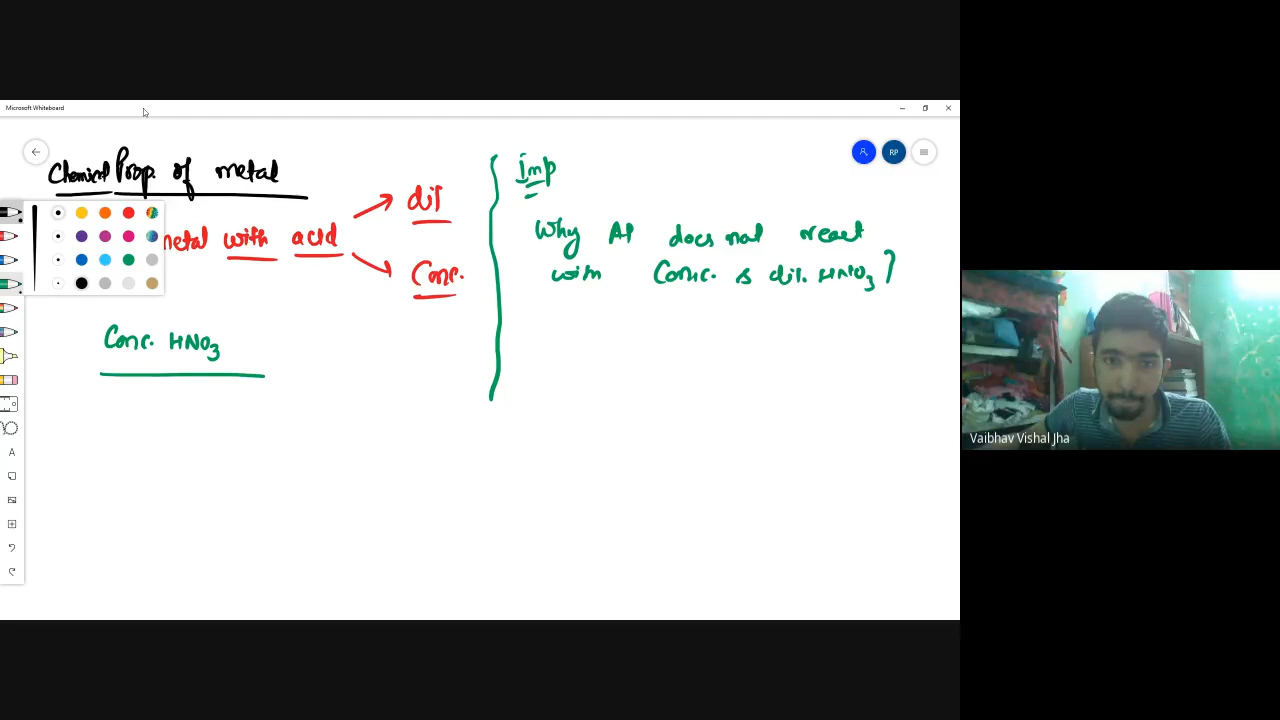 Microsoft Whiteboard
RP
Chemical Prop. of metal
metal with acid
dil
Conc.
Conc. HNO3
Imp
Why Al does not react
with Conc. & dil. HNO3?
A
Vaibhav Vishal Jha